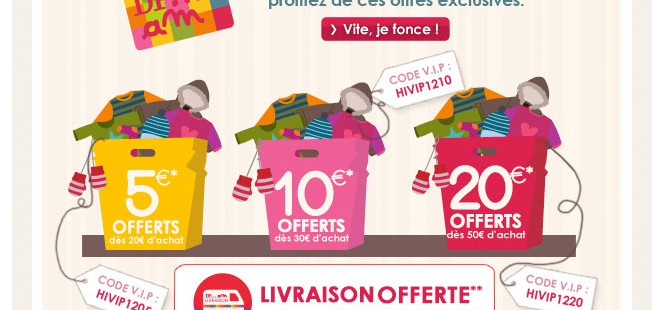 profitez de ces offres exclusives.
Vite, je fonce !
CODE V.I.P :
HIVIP1210
5€*
OFFERTS
dès 20€ d'achat
10€*
OFFERTS
dès 30€ d'achat
20€*
OFFERTS
dès 50€ d'achat
CODE V.I.P :
HIVIP1205
CODE V.I.P :
HIVIP1220
LIVRAISON
LIVRAISON OFFERTE**